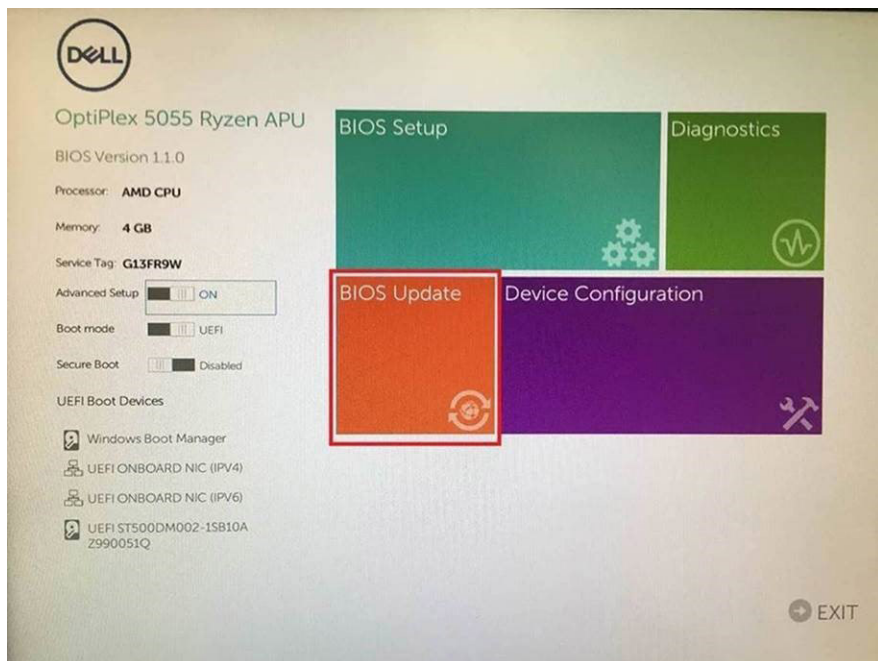 DELL
OptiPlex 5055 Ryzen APU
BIOS Version 1.1.0
Processor: AMD CPU
Memory: 4 GB
Service Tag: G13FR9W
Advanced Setup ON
Boot mode UEFI
Secure Boot Disabled
UEFI Boot Devices
Windows Boot Manager
UEFI ONBOARD NIC (IPV4)
UEFI ONBOARD NIC (IPV6)
UEFI ST500DM002-1SB10A
Z990051Q
BIOS Setup
Diagnostics
BIOS Update
Device Configuration
EXIT